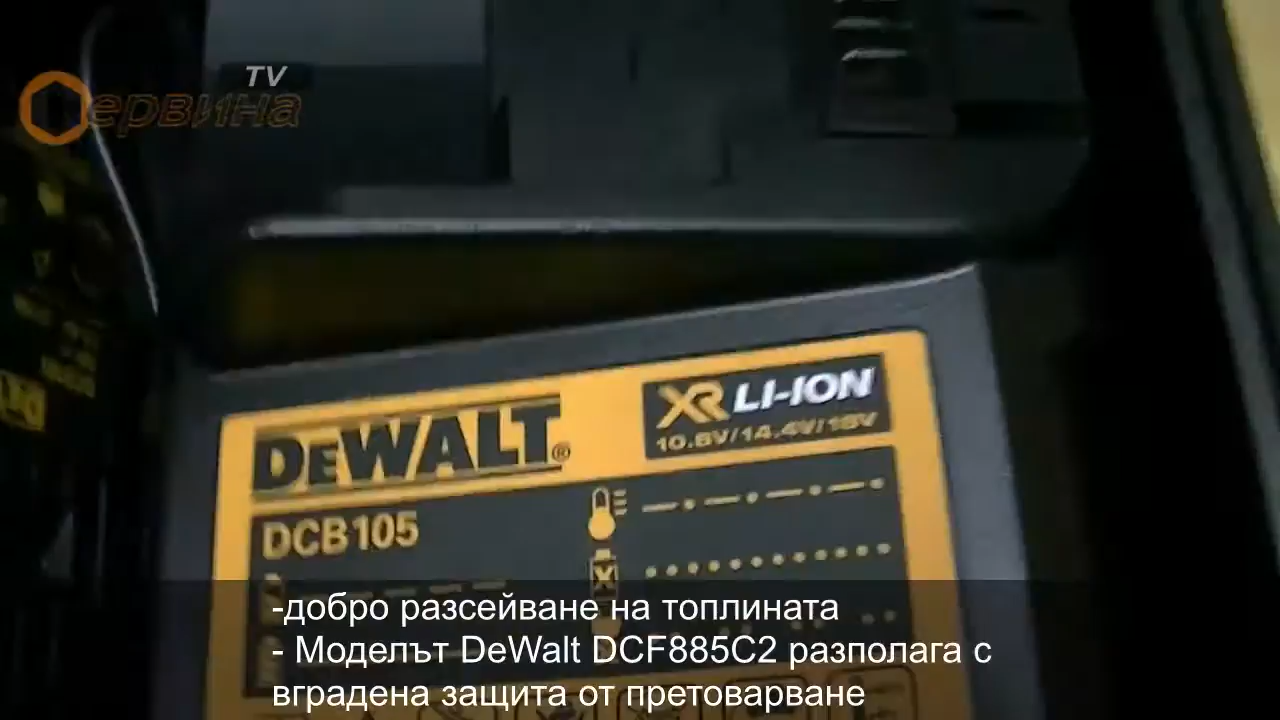 TV
Сервина
DEWALT®
XR LI-ION
10.8V/14.4V/18V
DCB105
-добро разсейване на топлината
- Моделът DeWalt DCF885C2 разполага с
вградена защита от претоварване